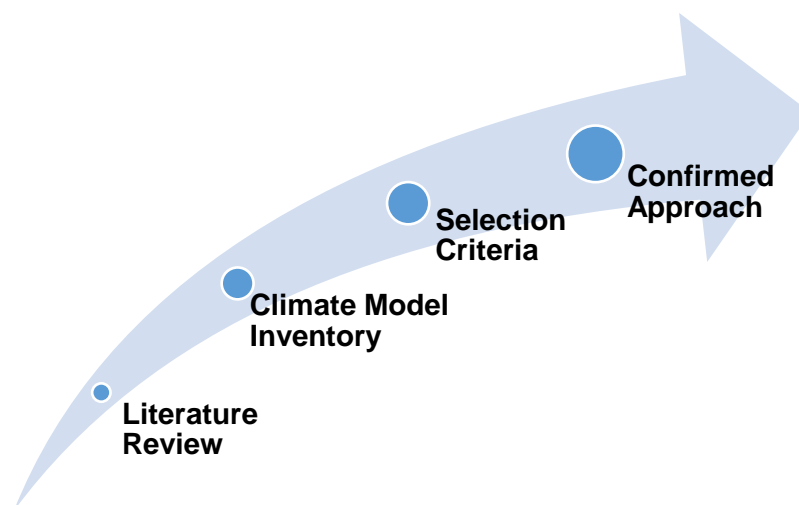 Literature
Review
Climate Model
Inventory
Selection
Criteria
Confirmed
Approach